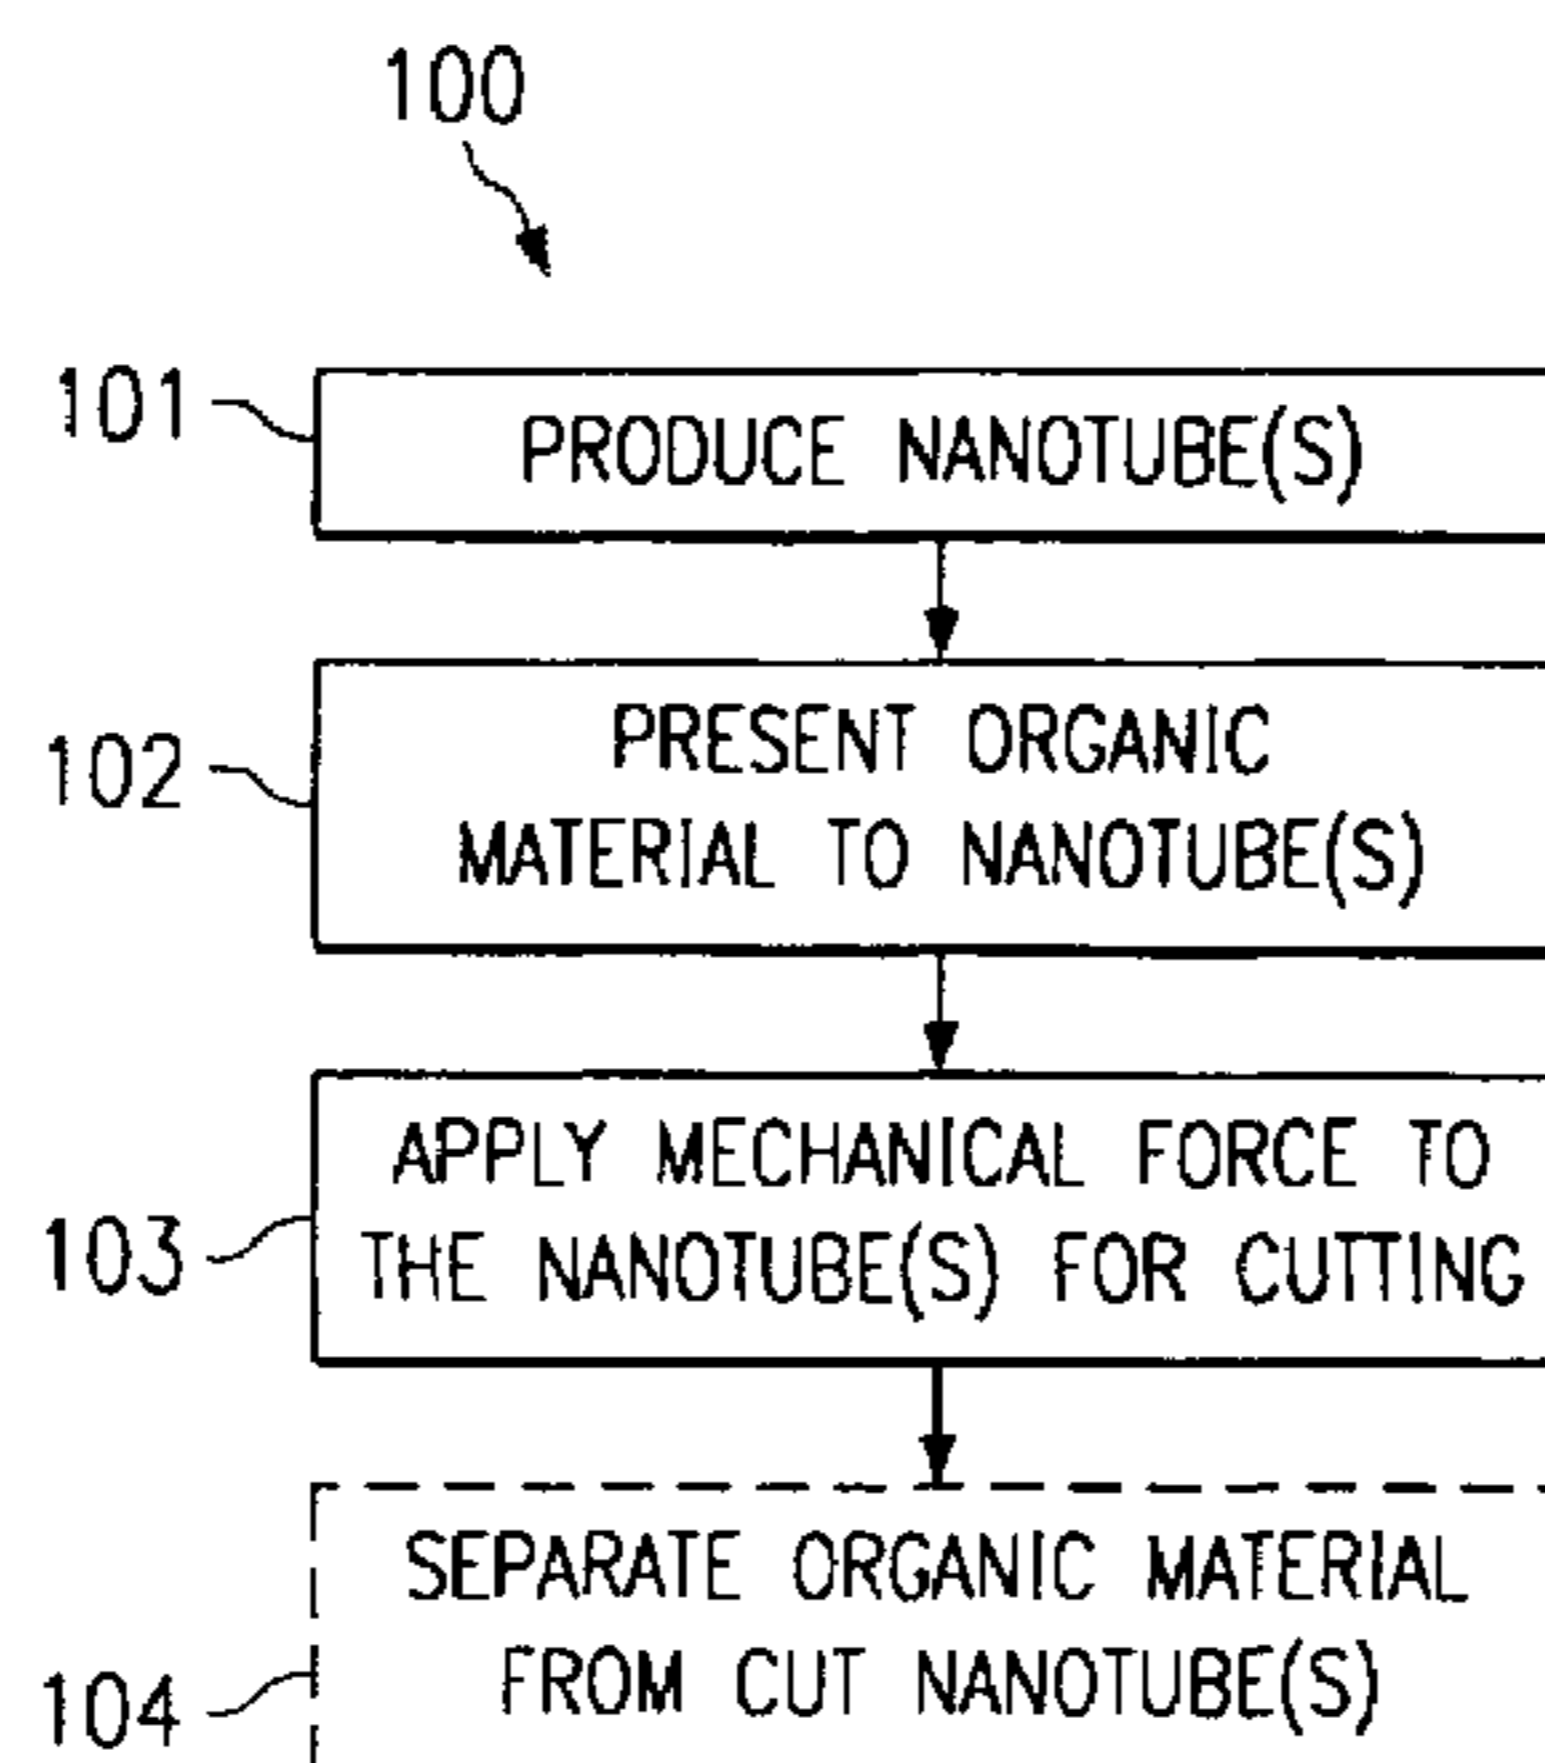 100
101
PRODUCE NANOTUBE(S)
102
PRESENT ORGANIC
MATERIAL TO NANOTUBE(S)
103
APPLY MECHANICAL FORCE TO
THE NANOTUBE(S) FOR CUTTING
104
SEPARATE ORGANIC MATERIAL
FROM CUT NANOTUBE(S)